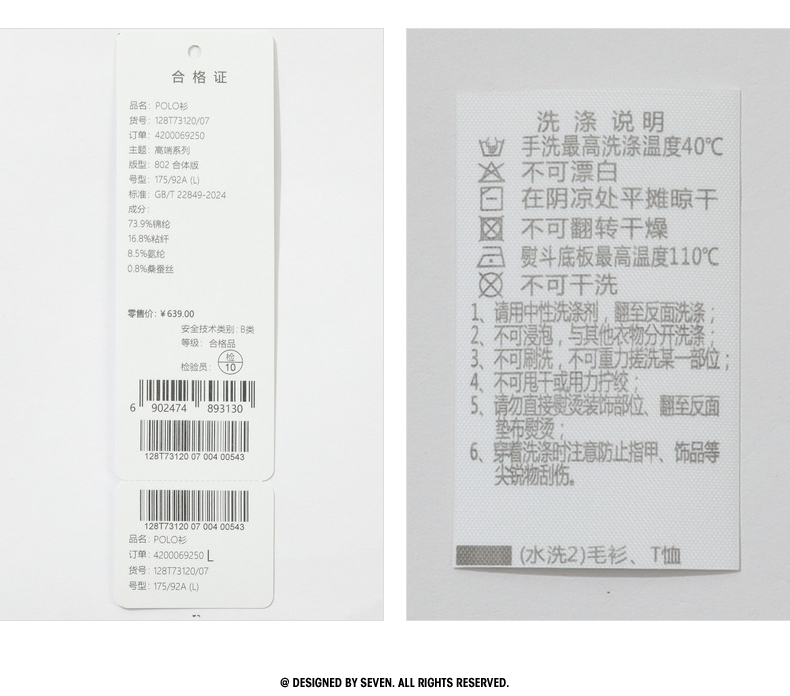 合格证
品名：POLO衫
货号：128T73120/07
订单：4200069250
主题：高端系列
版型：802 合体版
号型：175/92A (L)
标准：GB/T 22849-2024
成分：
73.9%锦纶
16.8%粘纤
8.5%氨纶
0.8%桑蚕丝
零售价：¥639.00
安全技术类别：B类
等级：合格品
检验员：检 10
6 902474 893130
128T73120 07 004 00543
128T73120 07 004 00543
品名：POLO衫
订单：4200069250 L
货号：128T73120/07
号型：175/92A (L)
洗涤说明
手洗最高洗涤温度40℃
不可漂白
在阴凉处平摊晾干
不可翻转干燥
熨斗底板最高温度110℃
不可干洗
1、请用中性洗涤剂，翻至反面洗涤；
2、不可浸泡，与其他衣物分开洗涤；
3、不可刷洗，不可重力搓洗某一部位；
4、不可甩干或用力拧绞；
5、请勿直接熨烫装饰部位、翻至反面
垫布熨烫；
6、穿着洗涤时注意防止指甲、饰品等
尖锐物刮伤。
(水洗2)毛衫、T恤
@ DESIGNED BY SEVEN. ALL RIGHTS RESERVED.